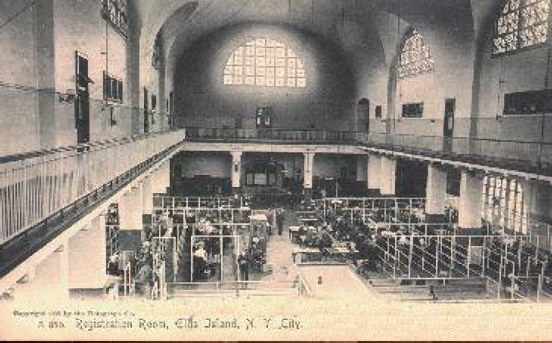 Copyright by the Rotograph Co.
Registration Room, Ellis Island, N. Y. City.